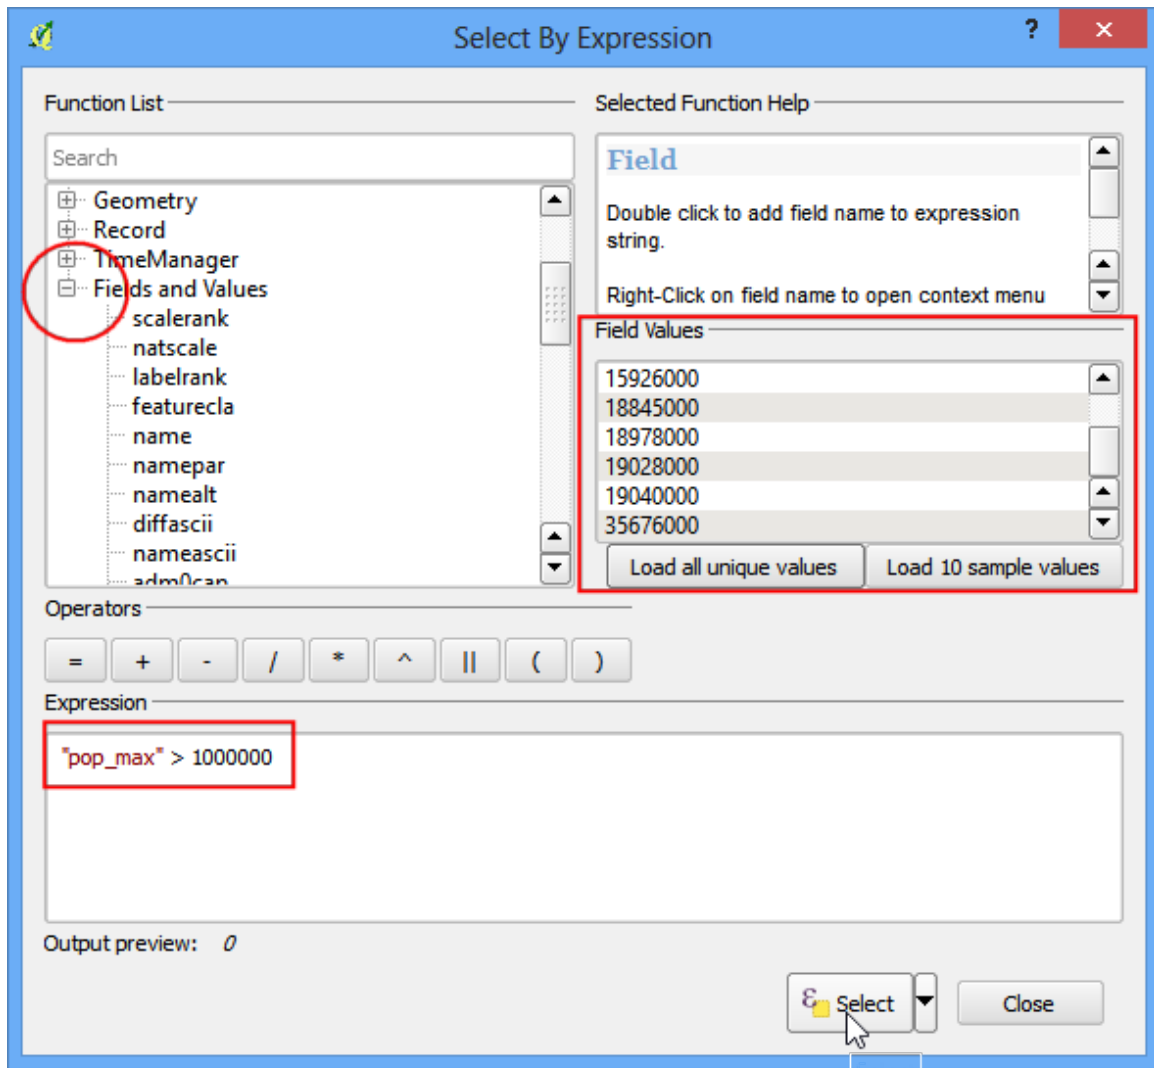 Select By Expression
?
×
Function List
Search
Geometry
Record
TimeManager
Fields and Values
scalerank
natscale
labelrank
featurecla
name
namepar
namealt
diffascii
nameascii
adm0cap
Selected Function Help
Field
Double click to add field name to expression
string.
Right-Click on field name to open context menu
Field Values
15926000
18845000
18978000
19028000
19040000
35676000
Load all unique values Load 10 sample values
Operators
= + - / * ^ || ( )
Expression
"pop_max" > 1000000
Output preview: 0
ε Select Close